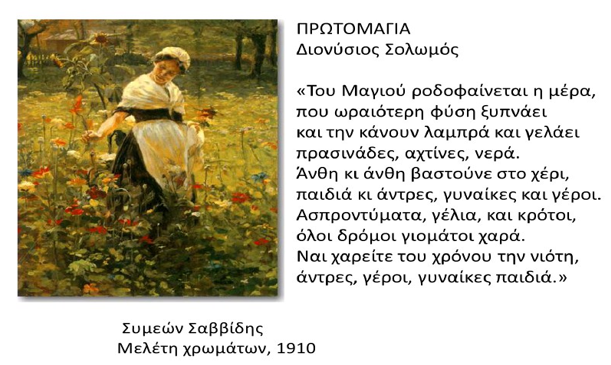 ΠΡΩΤΟΜΑΓΙΑ
Διονύσιος Σολωμός
«Του Μαγιού ροδοφαίνεται η μέρα,
που ωραιότερη φύση ξυπνάει
και την κάνουν λαμπρά και γελάει
πρασινάδες, αχτίνες, νερά.
Άνθη κι άνθη βαστούνε στο χέρι,
παιδιά κι άντρες, γυναίκες και γέροι.
Ασπροντύματα, γέλια, και κρότοι,
όλοι δρόμοι γιομάτοι χαρά.
Ναι χαρείτε του χρόνου την νιότη,
άντρες, γέροι, γυναίκες παιδιά.»
Συμεών Σαββίδης
Μελέτη χρωμάτων, 1910